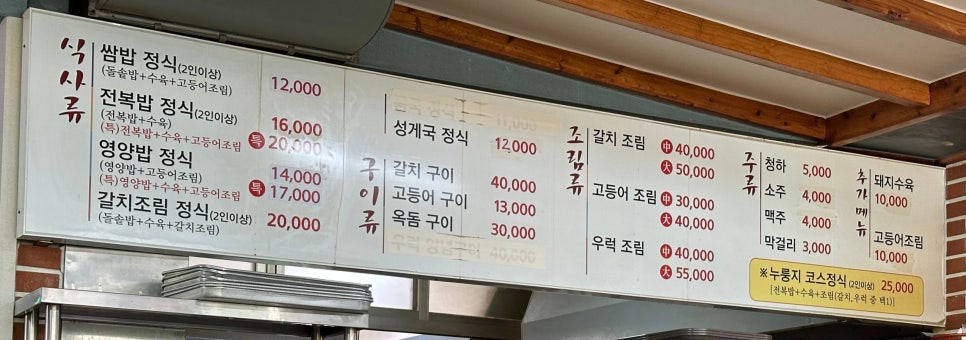 식사류
쌈밥 정식(2인이상)
(돌솥밥+수육+고등어조림)
12,000
전복밥 정식(2인이상)
(전복밥+수육)
16,000
(특)전복밥+수육+고등어조림 특 20,000
영양밥 정식
(영양밥+고등어조림)
14,000
(특)영양밥+수육+고등어조림 특 17,000
갈치조림 정식(2인이상)
(돌솥밥+수육+갈치조림)
20,000
11,000
성게국 정식 12,000
구이류
갈치 구이 40,000
고등어 구이 13,000
옥돔 구이 30,000
우럭 양념구이 40,000
조림류
갈치 조림 中 40,000
大 50,000
고등어 조림 中 30,000
大 40,000
우럭 조림 中 40,000
大 55,000
주류
청하 5,000
소주 4,000
맥주 4,000
막걸리 3,000
추가메뉴
돼지수육
10,000
고등어조림
10,000
※누룽지 코스정식(2인이상) 25,000
[전복밥+수육+조림(갈치,우럭 중 택1)]